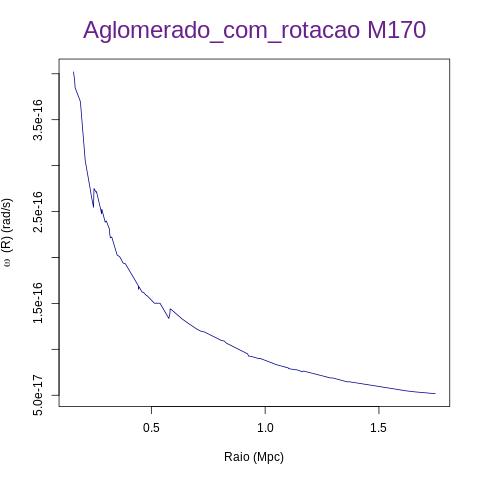 Aglomerado_com_rotacao M170
ω (R) (rad/s)
3.5e-16
2.5e-16
1.5e-16
5.0e-17
0.5 1.0 1.5
Raio (Mpc)